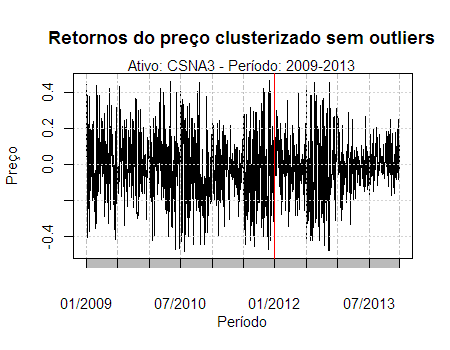 Retornos do preço clusterizado sem outliers
Ativo: CSNA3 - Período: 2009-2013
Preço
0.4
0.2
0.0
-0.4
01/2009 07/2010 01/2012 07/2013
Período